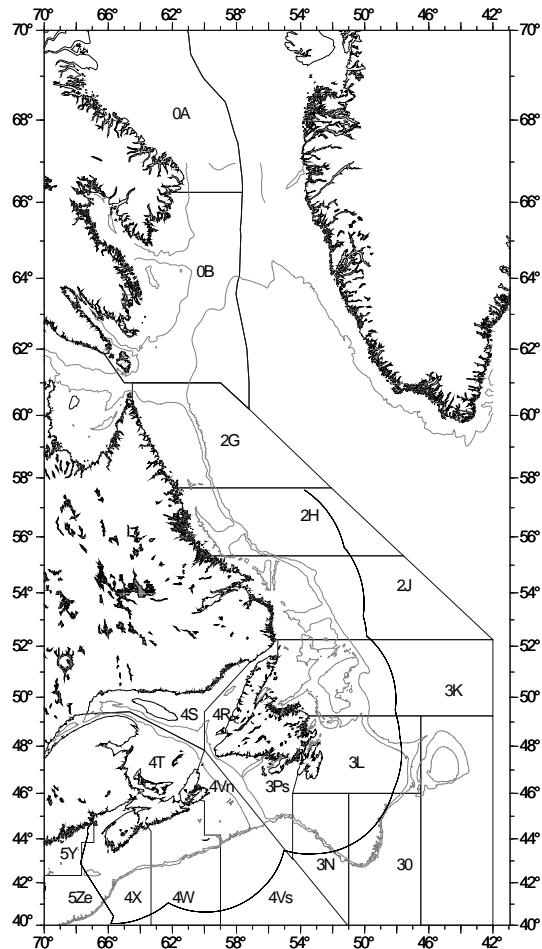 70° 66° 62° 58° 54° 50° 46° 42°
70° 70°
0A
68° 68°
66° 66°
0B
64° 64°
62° 62°
60° 60°
2G
58° 58°
2H
56° 56°
2J
54° 54°
52° 52°
3K
50° 50°
4S 4R
48° 48°
4T 3L
4Vn 3Ps
46° 46°
44° 44°
5Y 3N 30
42° 42°
5Ze 4X 4W 4Vs
40° 40°
70° 66° 62° 58° 54° 50° 46° 42°